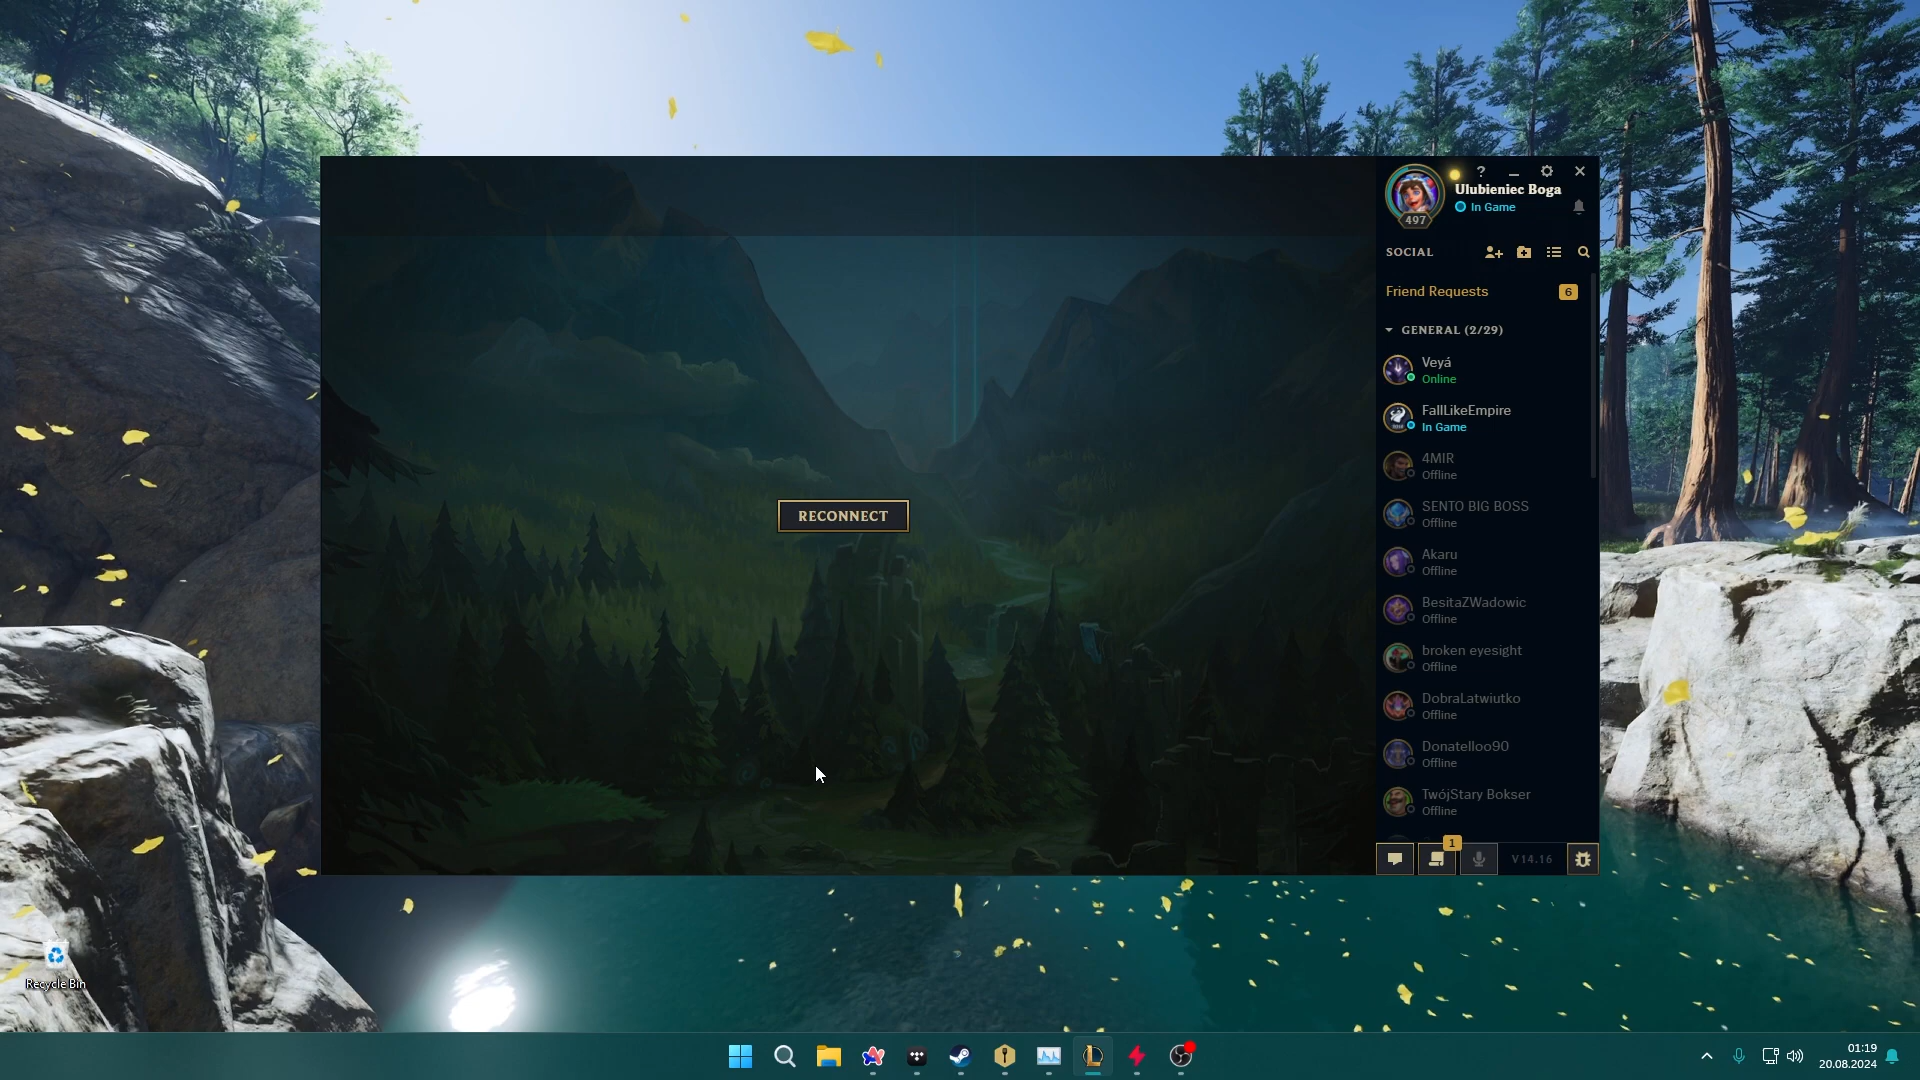 ?
Ulubieniec Boga
In Game
497
SOCIAL
Friend Requests
6
GENERAL (2/29)
Veyá
Online
FallLikeEmpire
In Game
4MIR
Offline
SENTO BIG BOSS
Offline
Akaru
Offline
BesitaZWadowic
Offline
broken eyesight
Offline
DobraLatwiutko
Offline
Donatelloo90
Offline
TwójStary Bokser
Offline
RECONNECT
1
V14.16
Recycle Bin
01:19
20.08.2024